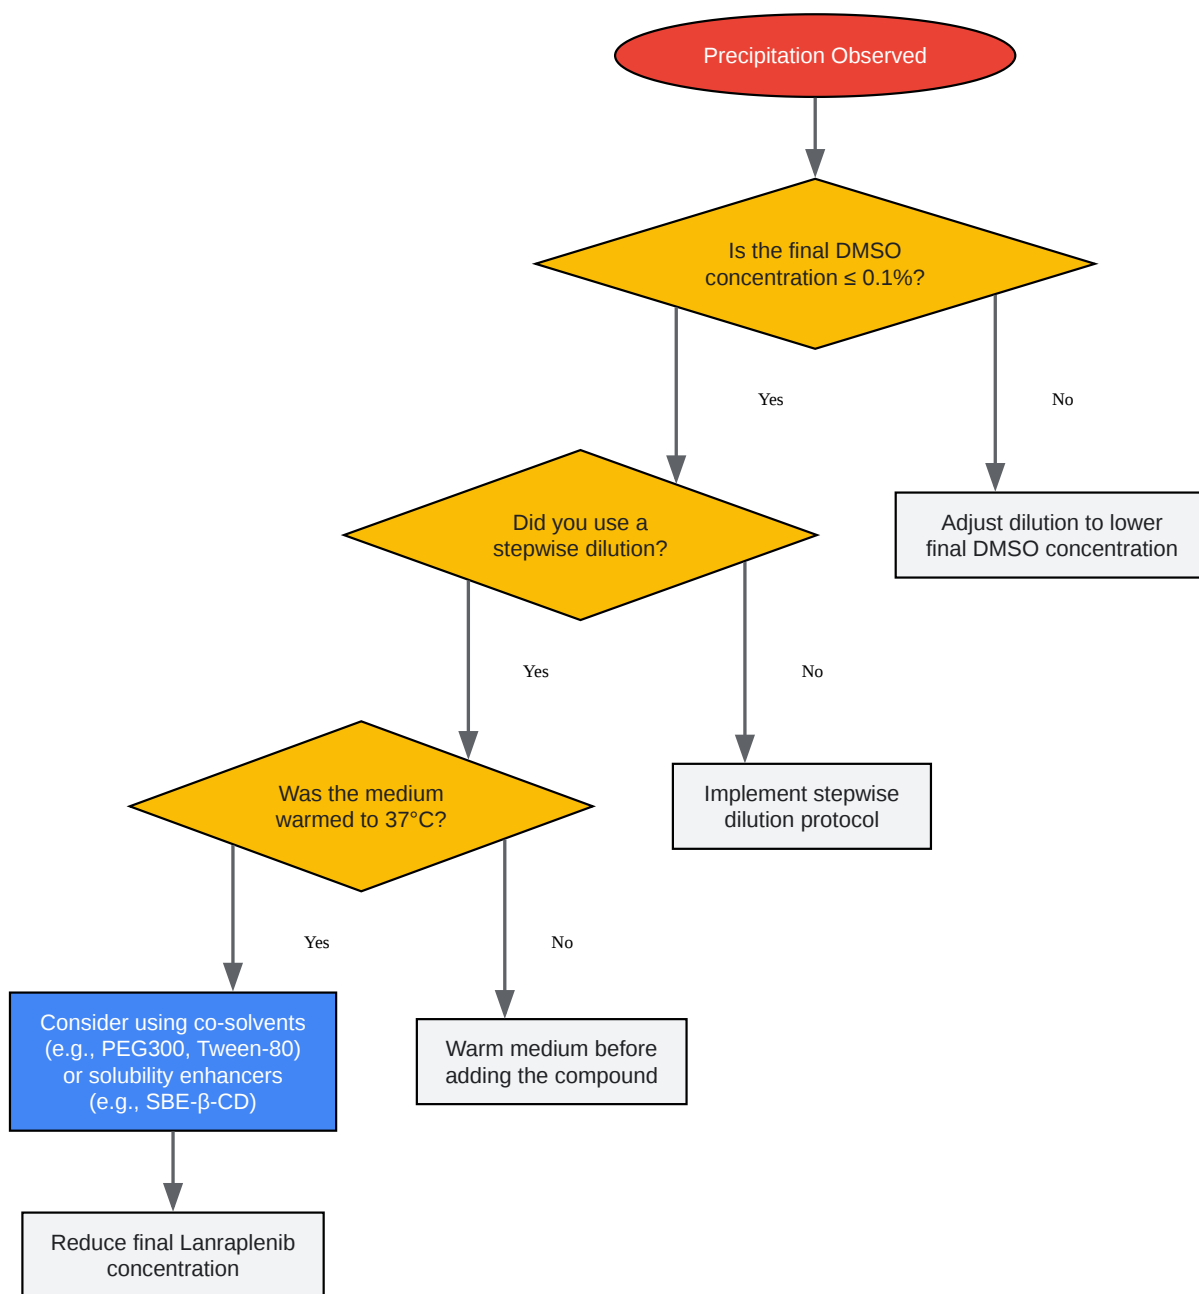 Precipitation Observed
Is the final DMSO
concentration ≤ 0.1%?
Yes
No
Did you use a
stepwise dilution?
Adjust dilution to lower
final DMSO concentration
Yes
No
Was the medium
warmed to 37°C?
Implement stepwise
dilution protocol
Yes
No
Consider using co-solvents
(e.g., PEG300, Tween-80)
or solubility enhancers
(e.g., SBE-β-CD)
Warm medium before
adding the compound
Reduce final Lanraplenib
concentration